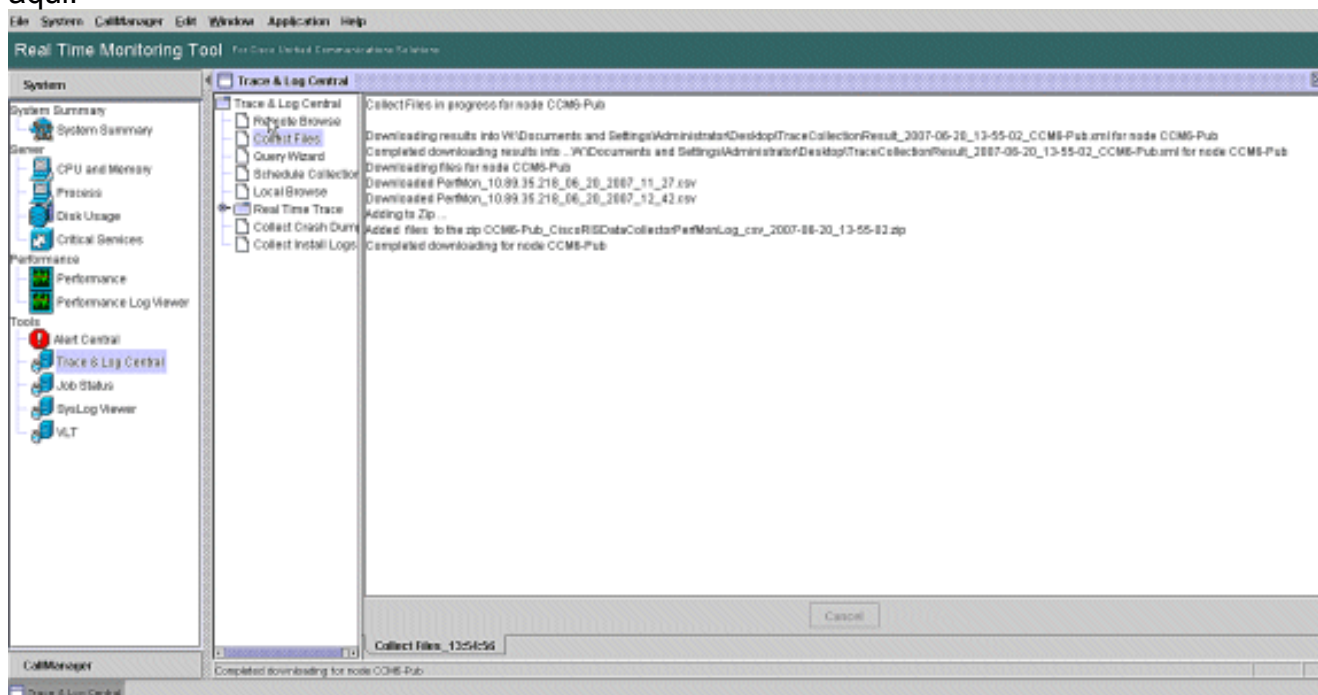 aquí.
File System CallManager Edit Window Application Help
Real Time Monitoring Tool For Cisco Unified Communications Solutions
System
System Summary
System Summary
Server
CPU and Memory
Process
Disk Usage
Critical Services
Performance
Performance
Performance Log Viewer
Tools
Alert Central
Trace & Log Central
Job Status
SysLog Viewer
VLT
CallManager
Trace & Log Central
Trace & Log Central
Remote Browse
Collect Files
Query Wizard
Schedule Collection
Local Browse
Real Time Trace
Collect Crash Dump
Collect Install Logs
Collect Files in progress for node CCM6-Pub
Downloading results into W:\Documents and Settings\Administrator\Desktop\TraceCollectionResult_2007-06-20_13-55-02_CCM6-Pub.xml for node CCM6-Pub
Completed downloading results into .. W:\Documents and Settings\Administrator\Desktop\TraceCollectionResult_2007-06-20_13-55-02_CCM6-Pub.xml for node CCM6-Pub
Downloading files for node CCM6-Pub
Downloaded PerfMon_10.89.35.218_06_20_2007_11_27.csv
Downloaded PerfMon_10.89.35.218_06_20_2007_12_42.csv
Adding to Zip ...
Added files to the zip CCM6-Pub_CiscoRISDataCollectorPerfMonLog_csv_2007-06-20_13-55-02.zip
Completed downloading for node CCM6-Pub
Cancel
Collect Files_13:54:56
Completed downloading for node CCM6-Pub
Trace & Log Central